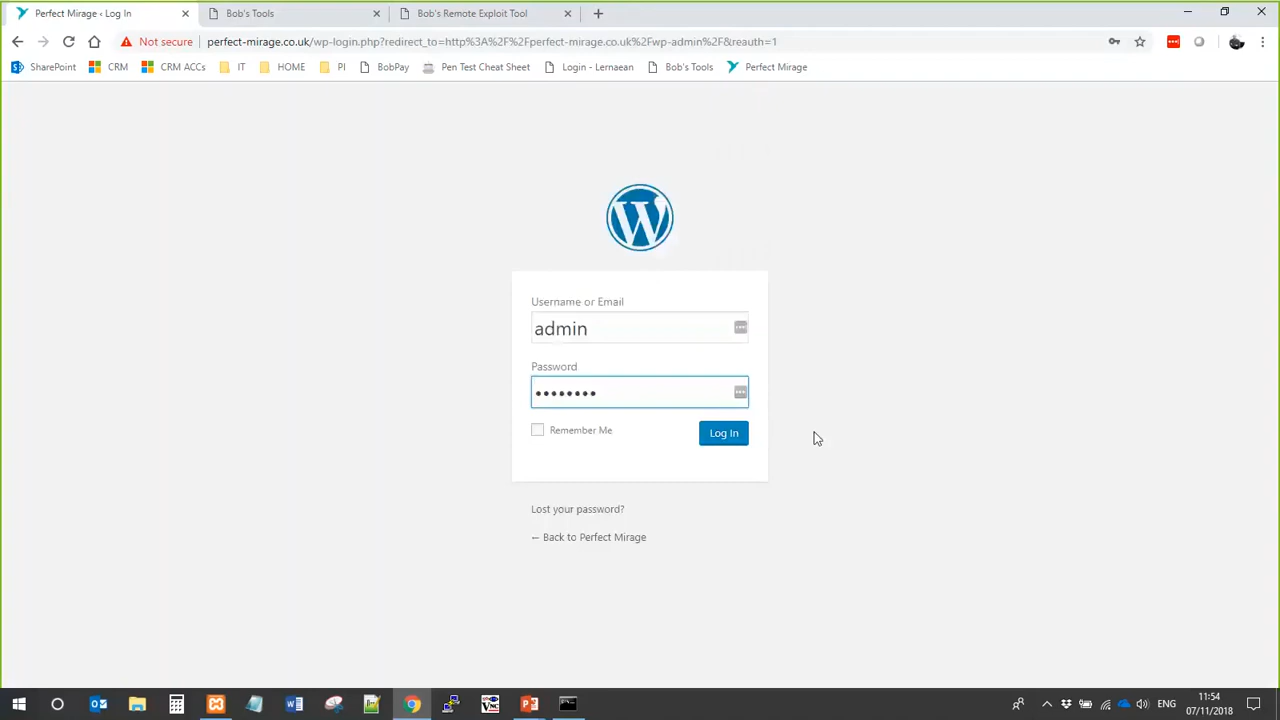 Perfect Mirage ‹ Log In
Bob's Tools
Bob's Remote Exploit Tool
Not secure
perfect-mirage.co.uk/wp-login.php?redirect_to=http%3A%2F%2Fperfect-mirage.co.uk%2Fwp-admin%2F&reauth=1
SharePoint
CRM
CRM ACCs
IT
HOME
PI
BobPay
Pen Test Cheat Sheet
Login - Lernaean
Bob's Tools
Perfect Mirage
Username or Email
admin
Password
••••••••
Remember Me
Log In
Lost your password?
← Back to Perfect Mirage
ENG
11:54
07/11/2018